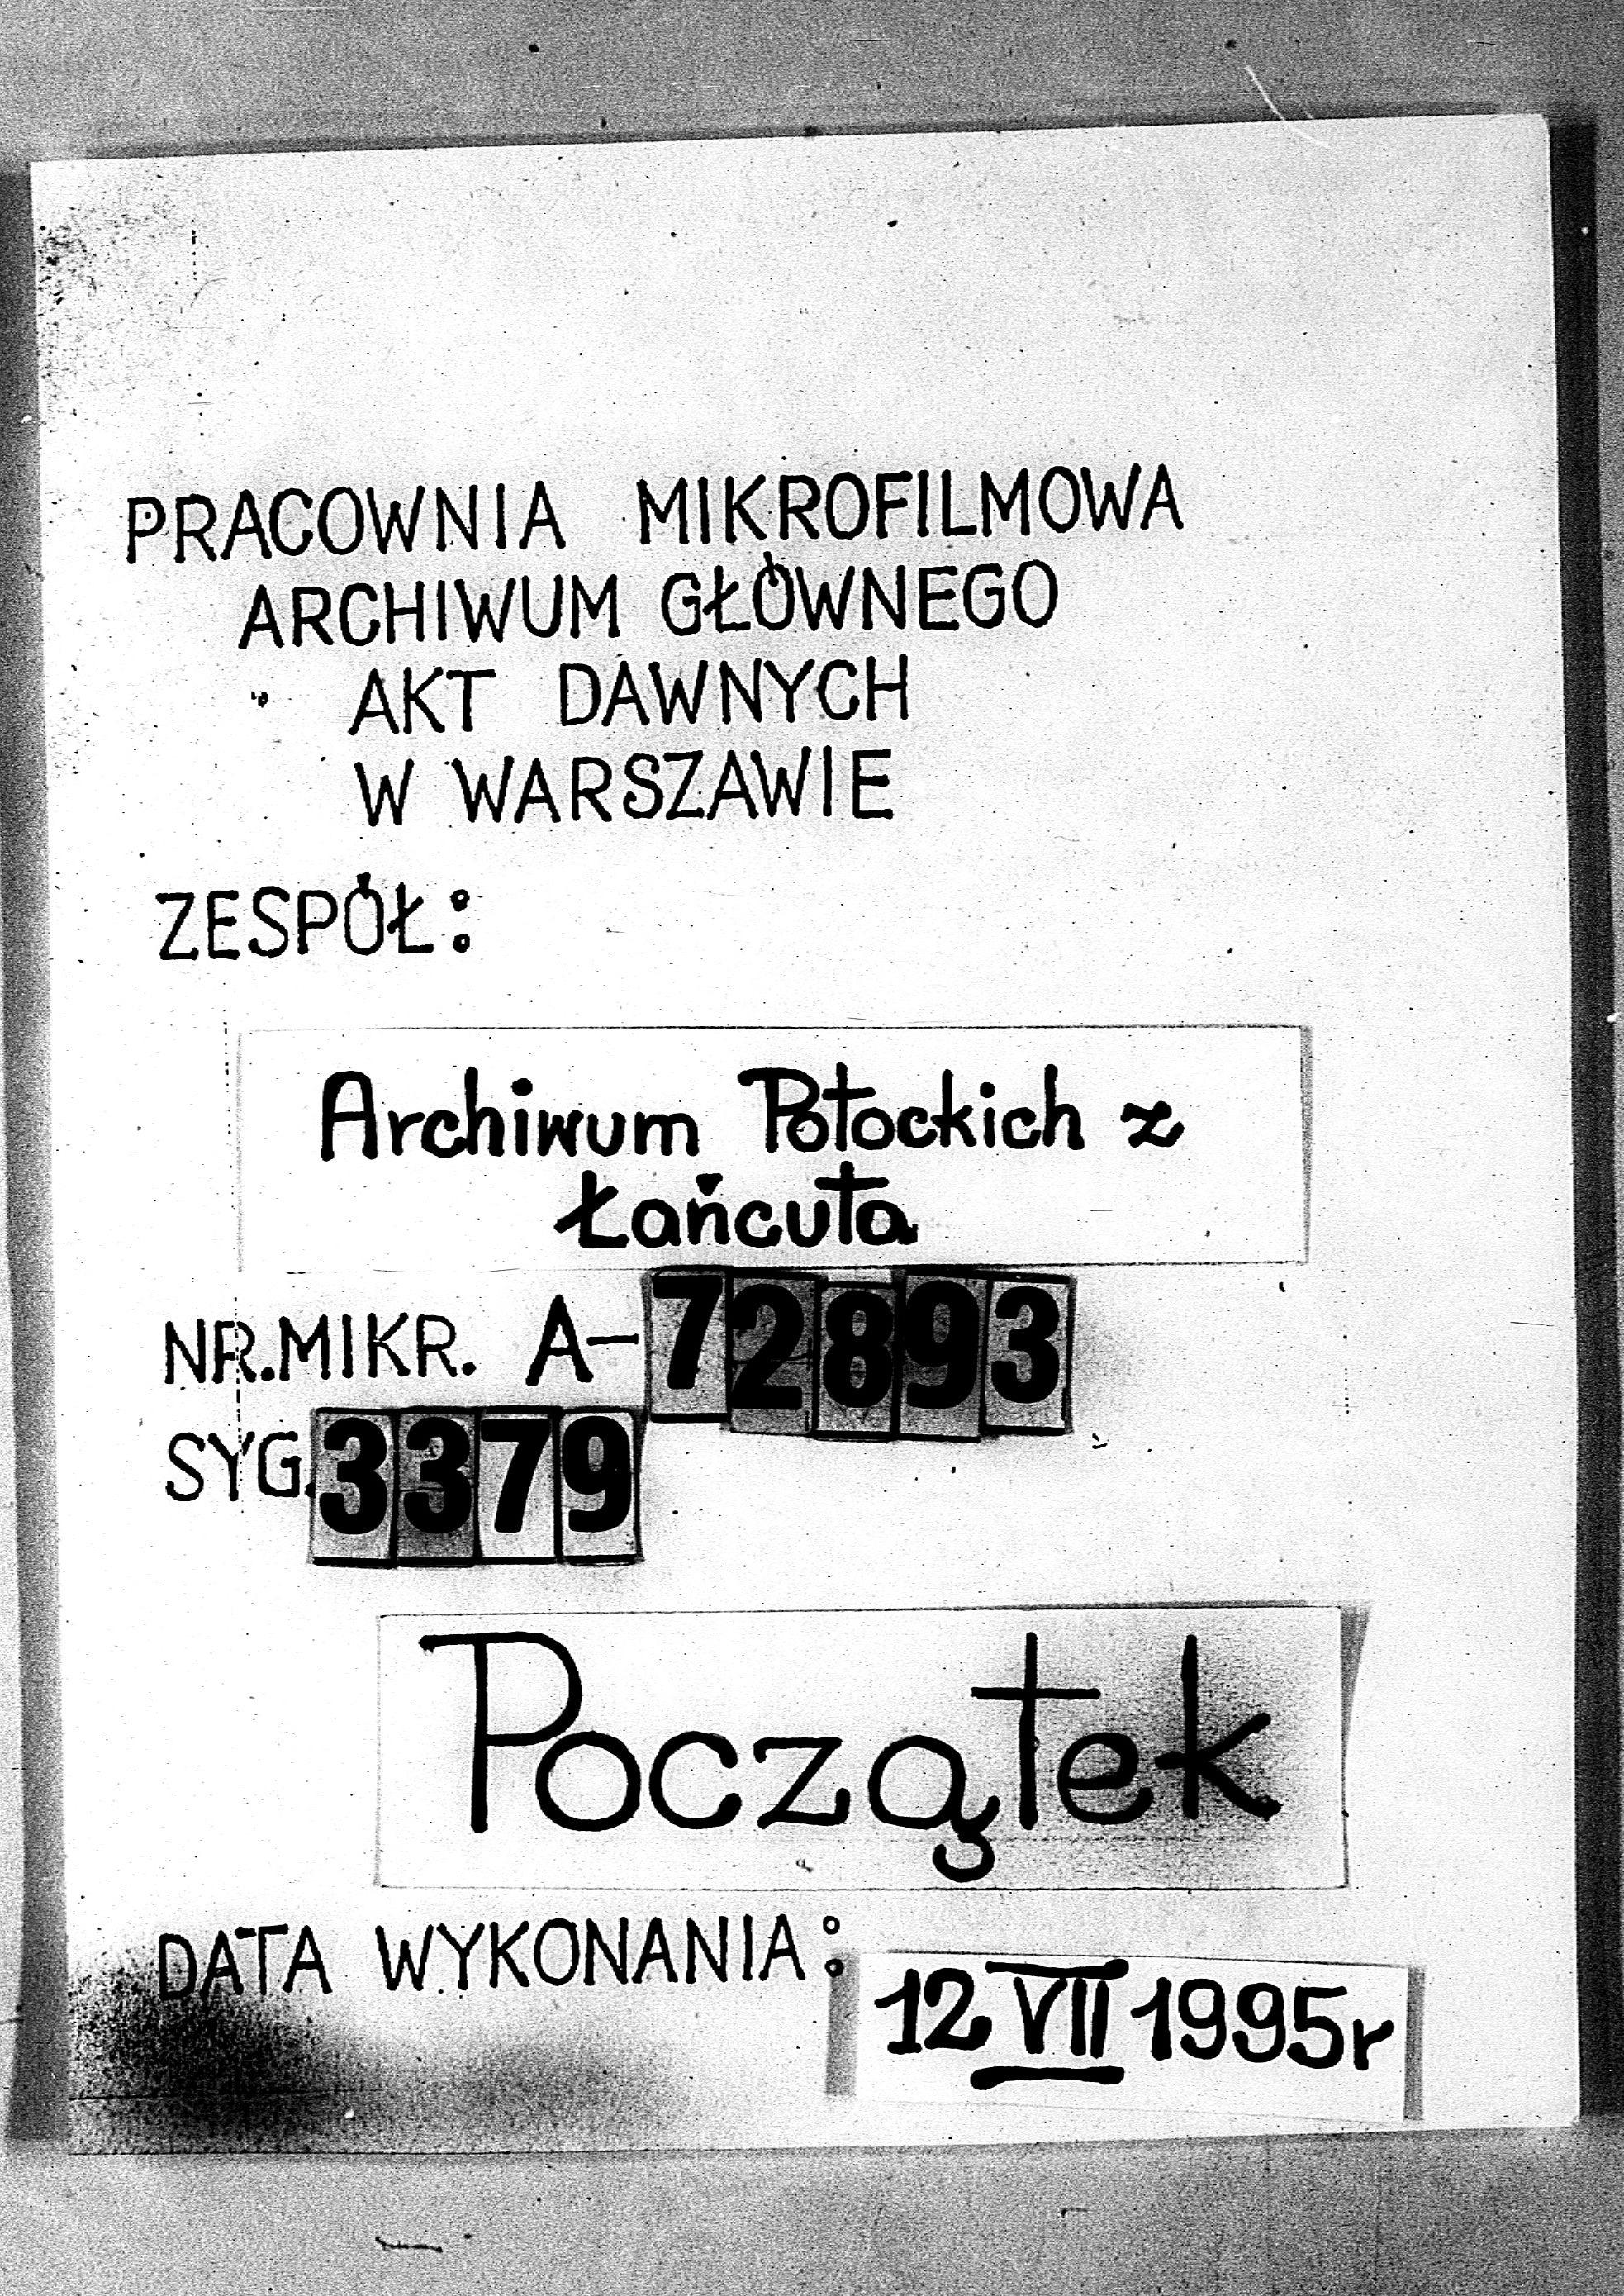 PRACOWNIA MIKROFILMOWA
ARCHIWUM GŁÓWNEGO
AKT DAWNYCH
W WARSZAWIE
ZESPÓŁ:
Archiwum Potockich z
Łańcuta
NR. MIKR. A-72893
SYG. 3379
Początek
DATA WYKONANIA: 12 VII 1995r